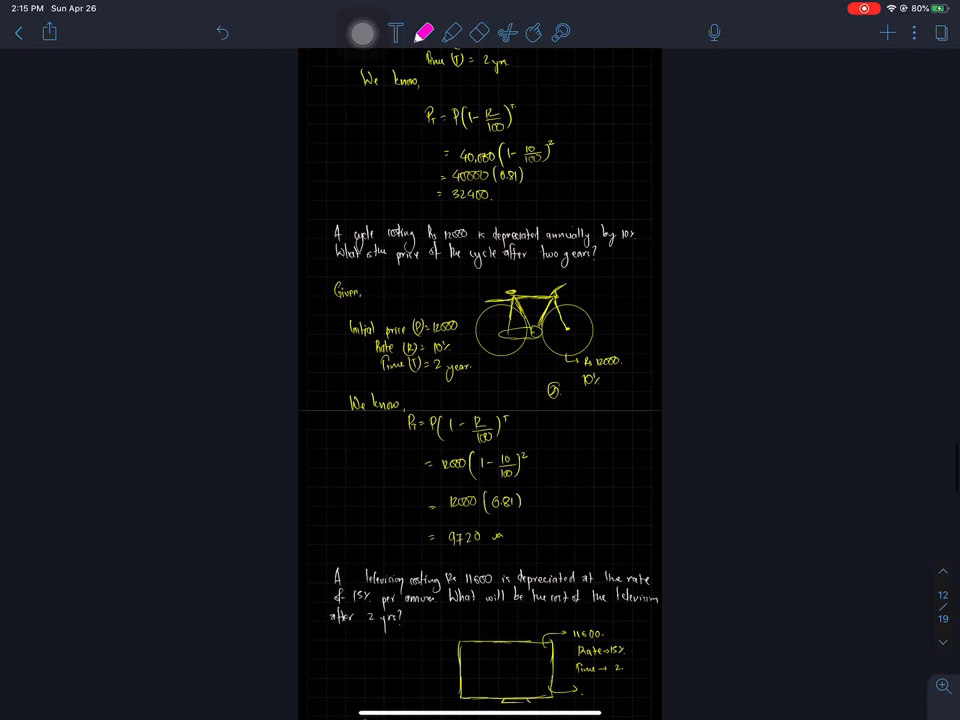 2:15 PM Sun Apr 26
80%
Time (T) = 2 yrs.
We know,
P_T = P(1 - R/100)^T
= 40,000 (1 - 10/100)^2
= 40000 (0.81)
= 32400.
A cycle costing Rs 12000 is depreciated annually by 10%.
What is the price of the cycle after two years?
Given,
Initial price (P) = 12000
Rate (R) = 10%
Time (T) = 2 year.
Rs 12000.
10%
②.
We know,
P_T = P(1 - R/100)^T
= 12000 (1 - 10/100)^2
= 12000 (0.81)
= 9720
A television costing Rs 11600 is depreciated at the rate
of 15% per annum. What will be the cost of the television
after 2 yrs?
11600.
Rate → 15%
Time → 2.
12
/
19